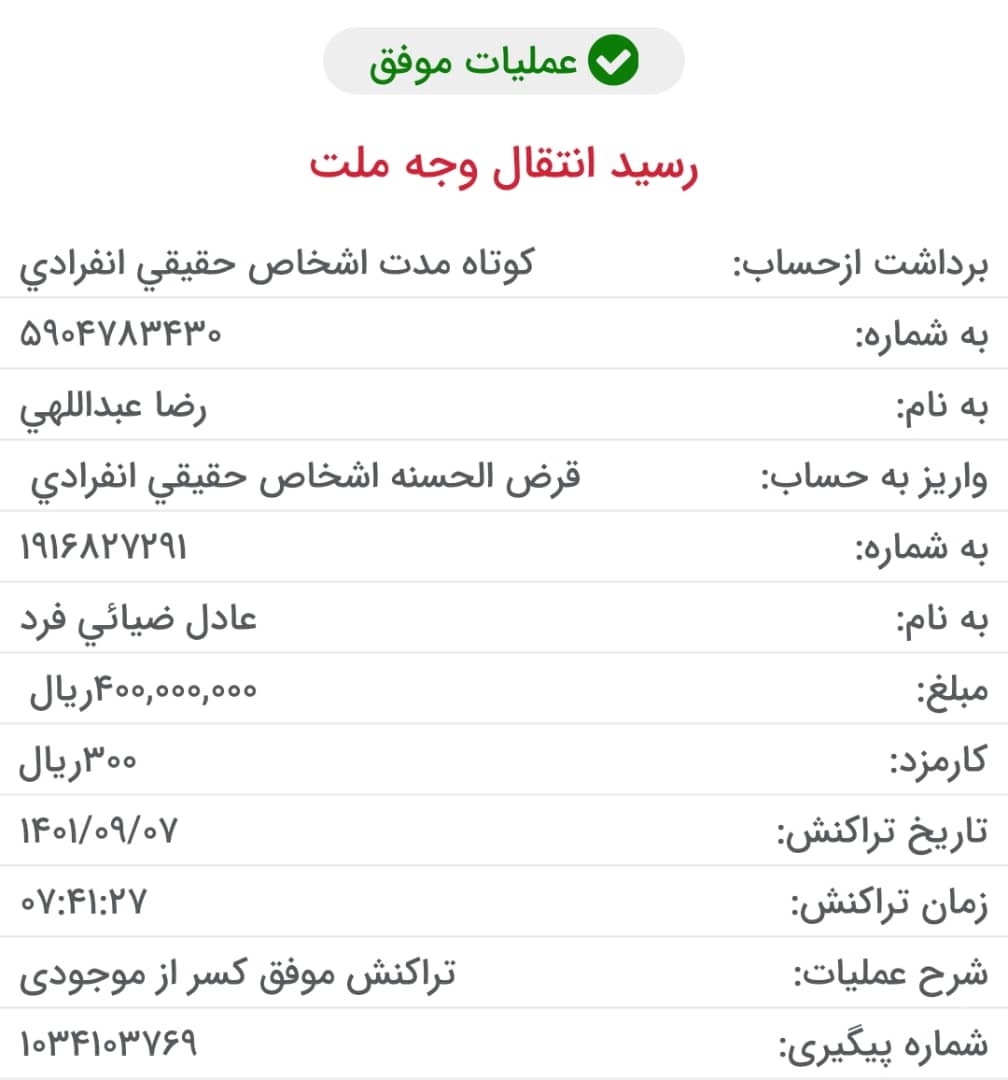 عملیات موفق
رسید انتقال وجه ملت
برداشت ازحساب: كوتاه مدت اشخاص حقيقي انفرادي
به شماره: ۵۹۰۴۷۸۳۴۳۰
به نام: رضا عبداللهي
واریز به حساب: قرض الحسنه اشخاص حقيقي انفرادي
به شماره: ۱۹۱۶۸۲۷۲۹۱
به نام: عادل ضيائي فرد
مبلغ: ۴۰۰,۰۰۰,۰۰۰ریال
کارمزد: ۳۰۰ریال
تاریخ تراکنش: ۱۴۰۱/۰۹/۰۷
زمان تراکنش: ۰۷:۴۱:۲۷
شرح عملیات: تراکنش موفق کسر از موجودی
شماره پیگیری: ۱۰۳۴۱۰۳۷۶۹